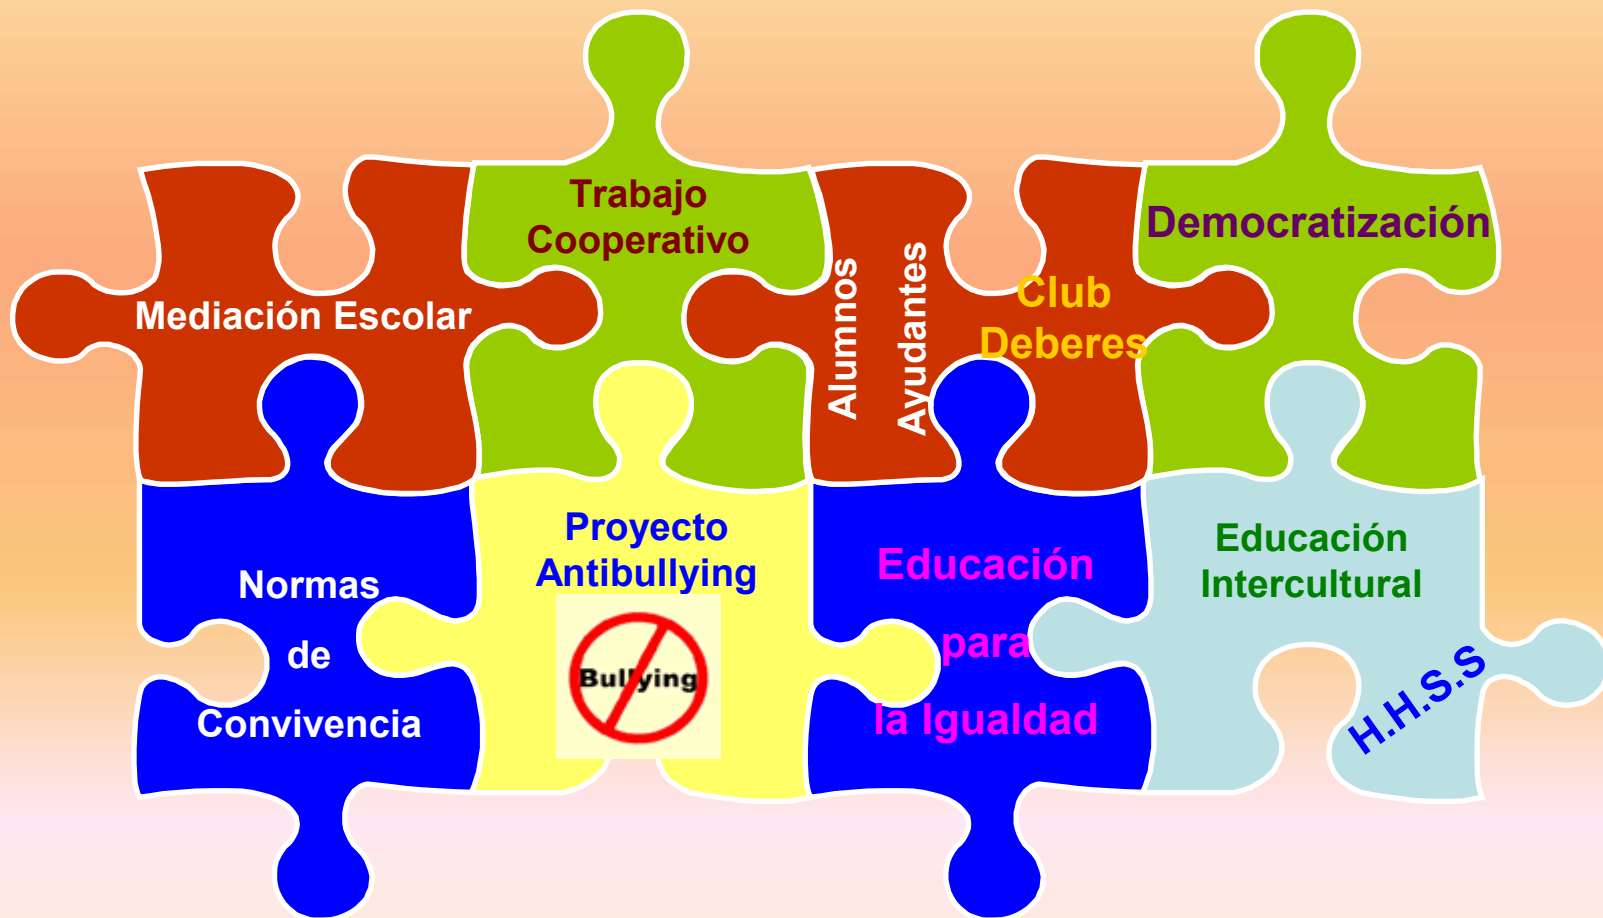 Mediación Escolar
Trabajo
Cooperativo
Alumnos
Ayudantes
Club
Deberes
Democratización
Normas
de
Convivencia
Proyecto
Antibullying
Bullying
Educación
para
la Igualdad
Educación
Intercultural
H.H.S.S